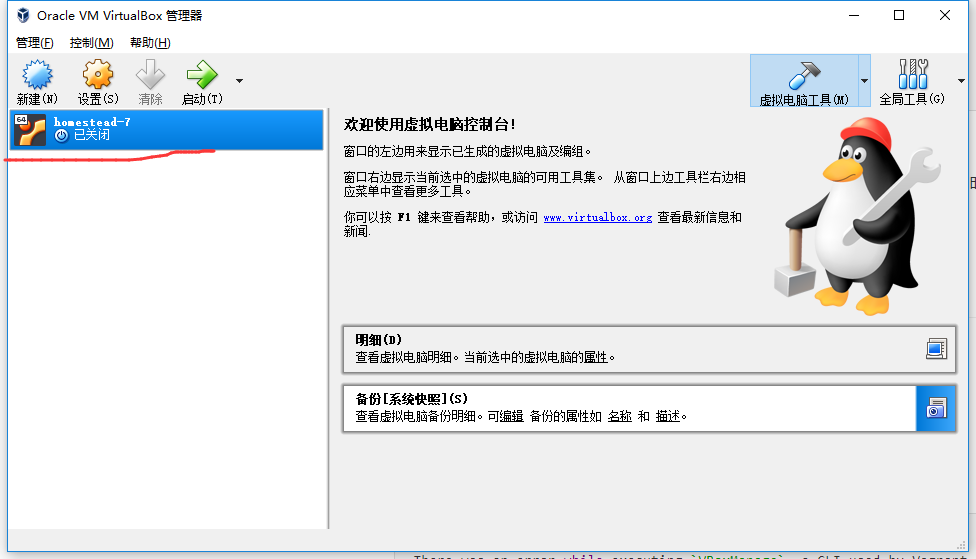 Oracle VM VirtualBox 管理器
管理(F) 控制(M) 帮助(H)
新建(N) 设置(S) 清除 启动(T) 虚拟电脑工具(M) 全局工具(G)
64
homestead-7
已关闭
欢迎使用虚拟电脑控制台!
窗口的左边用来显示已生成的虚拟电脑及编组。
窗口右边显示当前选中的虚拟电脑的可用工具集。 从窗口上边工具栏右边相
应菜单中查看更多工具。
你可以按 F1 键来查看帮助，或访问 www.virtualbox.org 查看最新信息和
新闻.
明细(D)
查看虚拟电脑明细。当前选中的虚拟电脑的属性。
备份[系统快照](S)
查看虚拟电脑备份明细。可编辑 备份的属性如 名称 和 描述。
There was an error while executing `VBoxManage`, a CLI used by Vagrant